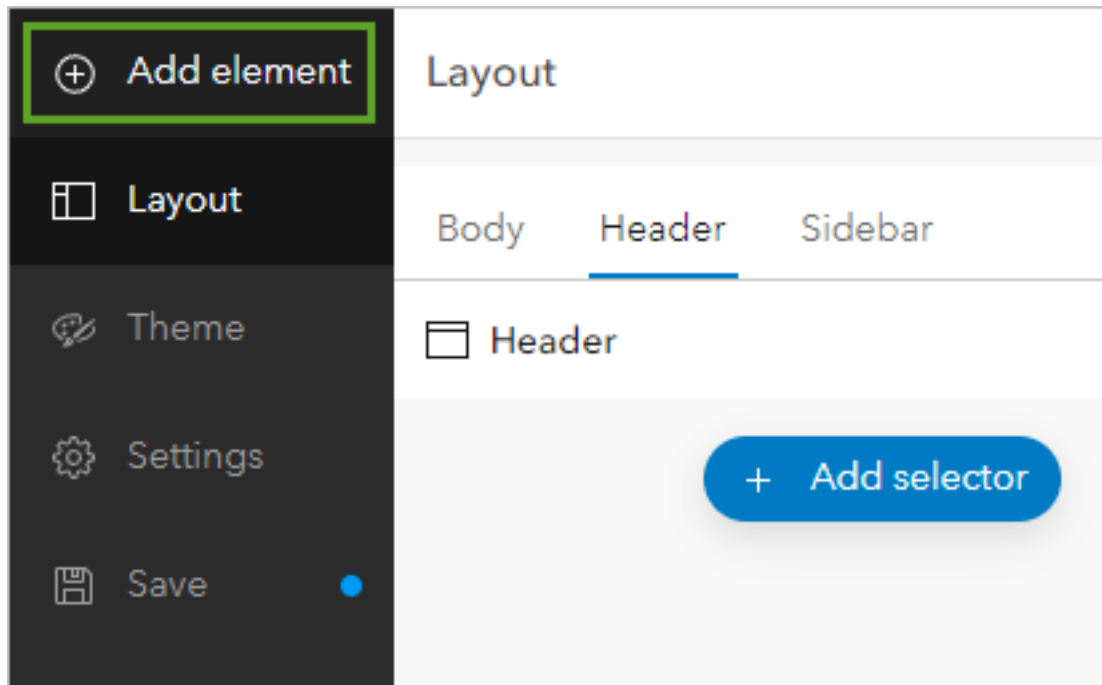 Add element
Layout
Theme
Settings
Save
Layout
Body Header Sidebar
Header
+ Add selector